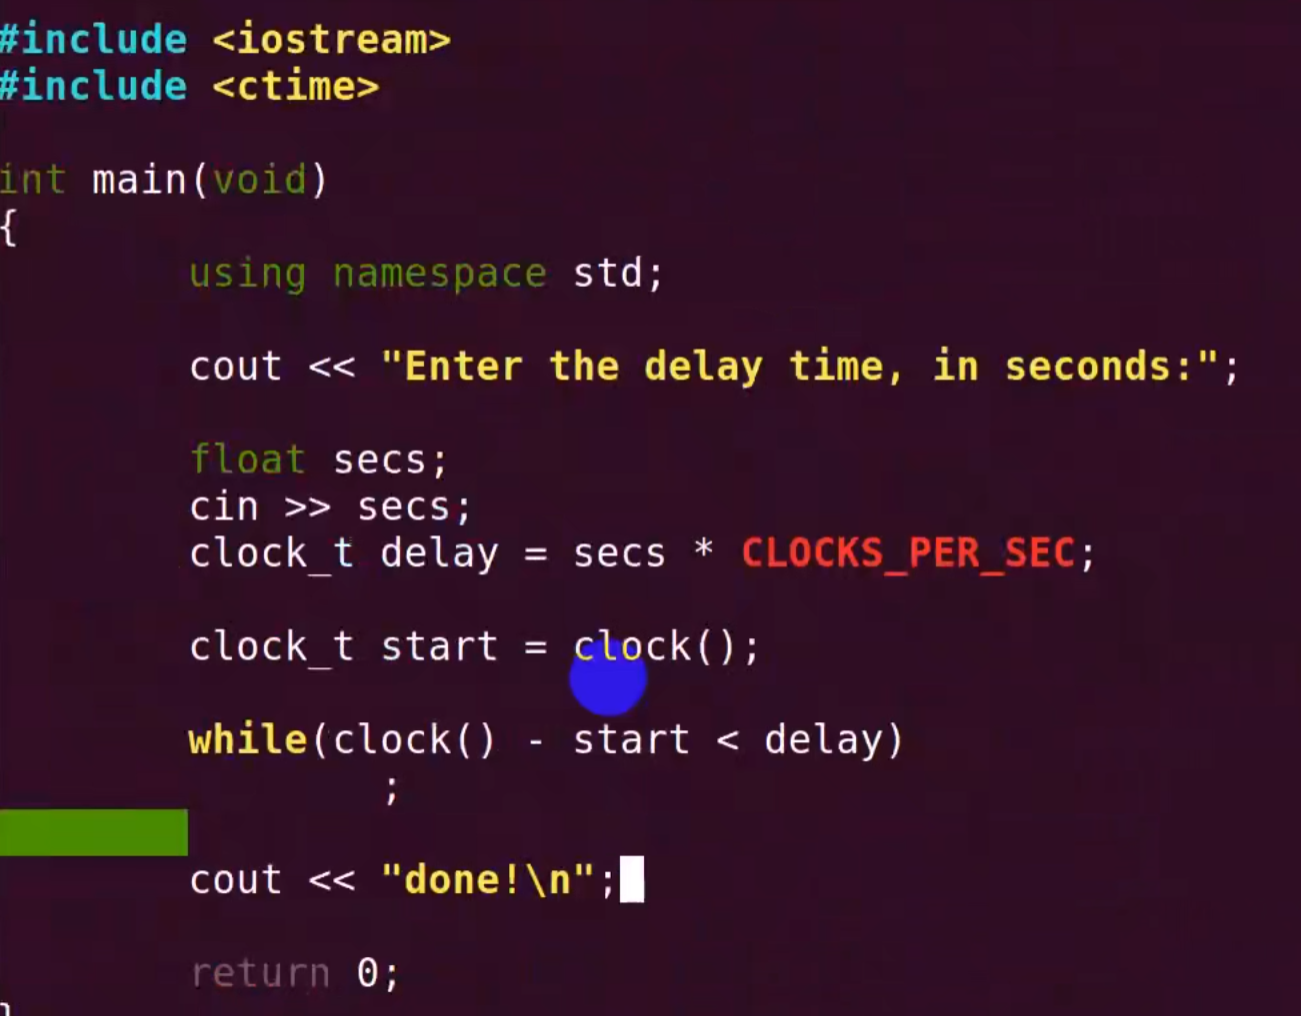 #include <iostream>
#include <ctime>
int main(void)
{
using namespace std;
cout << "Enter the delay time, in seconds:";
float secs;
cin >> secs;
clock_t delay = secs * CLOCKS_PER_SEC;
clock_t start = clock();
while(clock() - start < delay)
;
cout << "done!\n";
return 0;
}